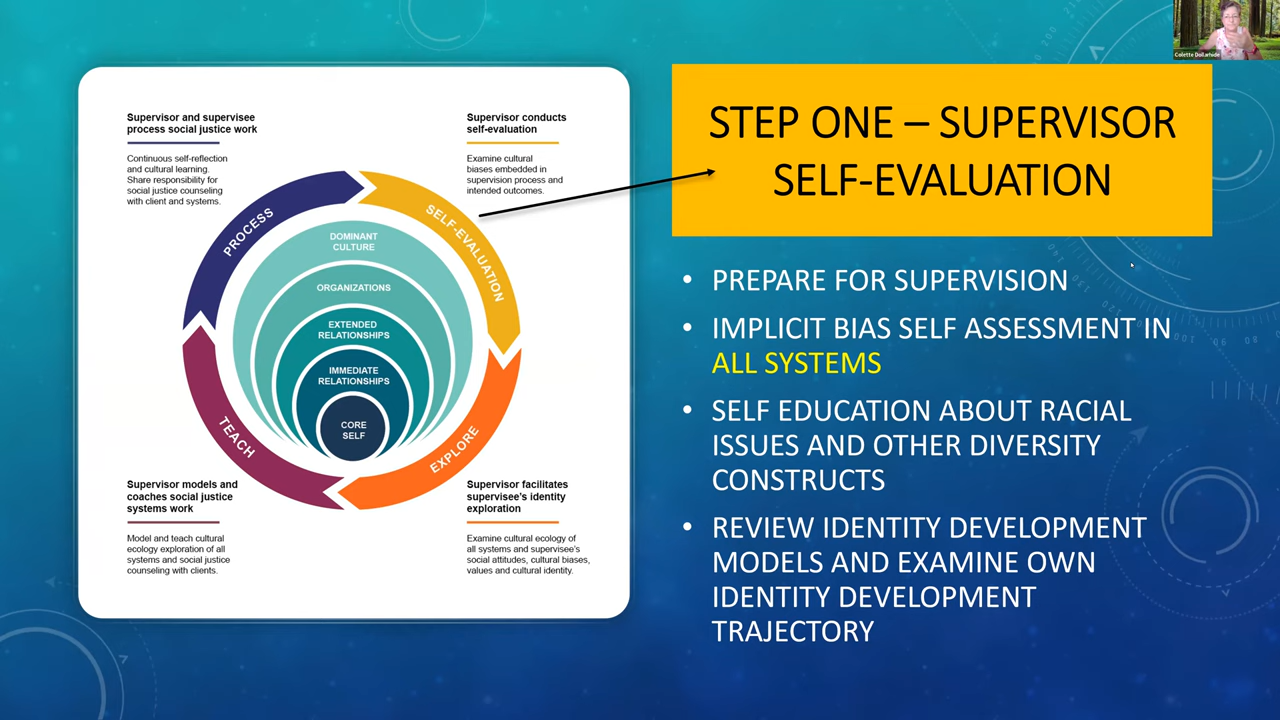 Colette Dollarhide
Supervisor and supervisee
process social justice work
Continuous self-reflection
and cultural learning.
Share responsibility for
social justice counseling
with client and systems.
Supervisor conducts
self-evaluation
Examine cultural
biases embedded in
supervision process and
intended outcomes.
PROCESS
SELF-EVALUATION
EXPLORE
TEACH
DOMINANT
CULTURE
ORGANIZATIONS
EXTENDED
RELATIONSHIPS
IMMEDIATE
RELATIONSHIPS
CORE
SELF
Supervisor models and
coaches social justice
systems work
Model and teach cultural
ecology exploration of all
systems and social justice
counseling with clients.
Supervisor facilitates
supervisee's identity
exploration
Examine cultural ecology of
all systems and supervisee's
social attitudes, cultural biases,
values and cultural identity.
STEP ONE – SUPERVISOR
SELF-EVALUATION
• PREPARE FOR SUPERVISION
• IMPLICIT BIAS SELF ASSESSMENT IN
ALL SYSTEMS
• SELF EDUCATION ABOUT RACIAL
ISSUES AND OTHER DIVERSITY
CONSTRUCTS
• REVIEW IDENTITY DEVELOPMENT
MODELS AND EXAMINE OWN
IDENTITY DEVELOPMENT
TRAJECTORY